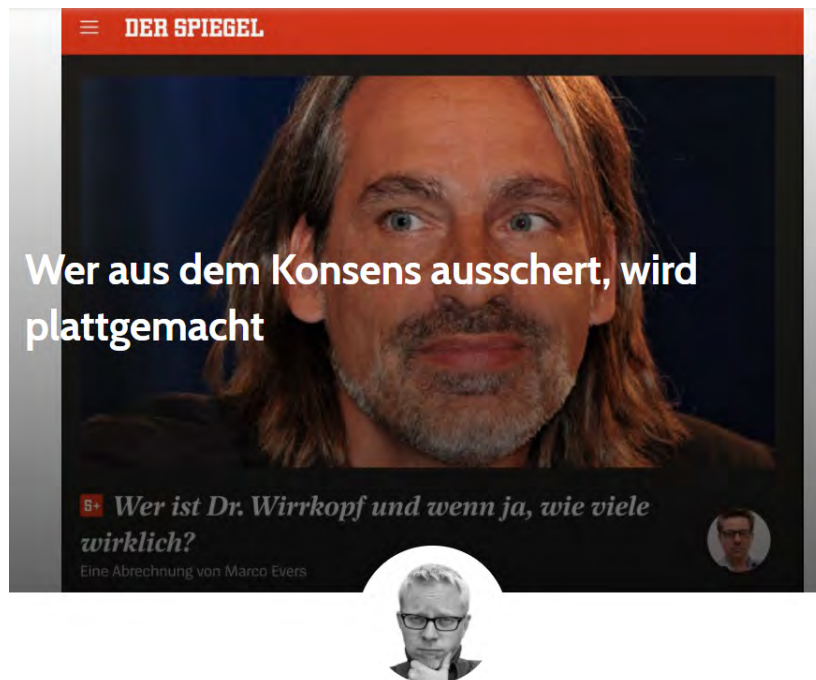 DER SPIEGEL
Wer aus dem Konsens ausschert, wird
plattgemacht
S+ Wer ist Dr. Wirrkopf und wenn ja, wie viele
wirklich?
Eine Abrechnung von Marco Evers